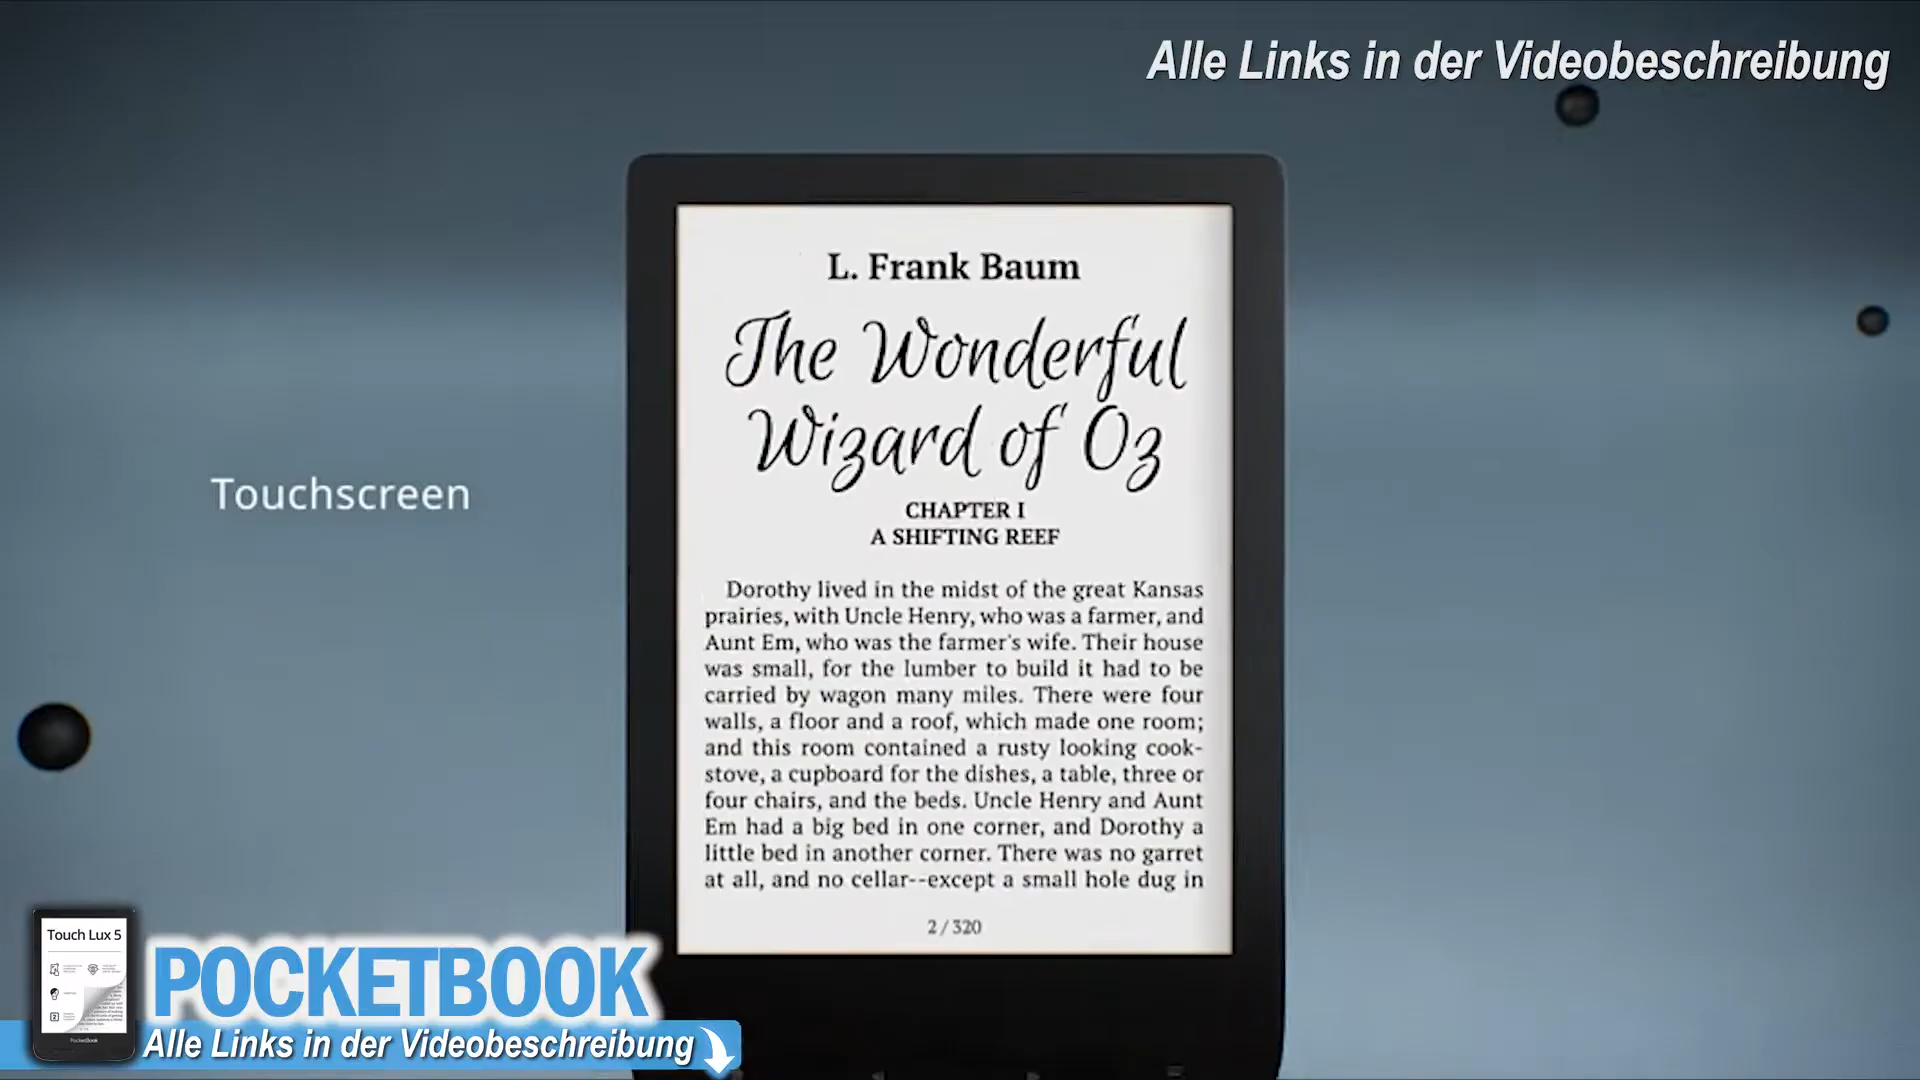 Alle Links in der Videobeschreibung
L. Frank Baum
The Wonderful
Wizard of Oz
CHAPTER I
A SHIFTING REEF
Touchscreen
Dorothy lived in the midst of the great Kansas
prairies, with Uncle Henry, who was a farmer, and
Aunt Em, who was the farmer's wife. Their house
was small, for the lumber to build it had to be
carried by wagon many miles. There were four
walls, a floor and a roof, which made one room;
and this room contained a rusty looking cook-
stove, a cupboard for the dishes, a table, three or
four chairs, and the beds. Uncle Henry and Aunt
Em had a big bed in one corner, and Dorothy a
little bed in another corner. There was no garret
at all, and no cellar--except a small hole dug in
2 / 320
Touch Lux 5
PocketBook
POCKETBOOK
Alle Links in der Videobeschreibung